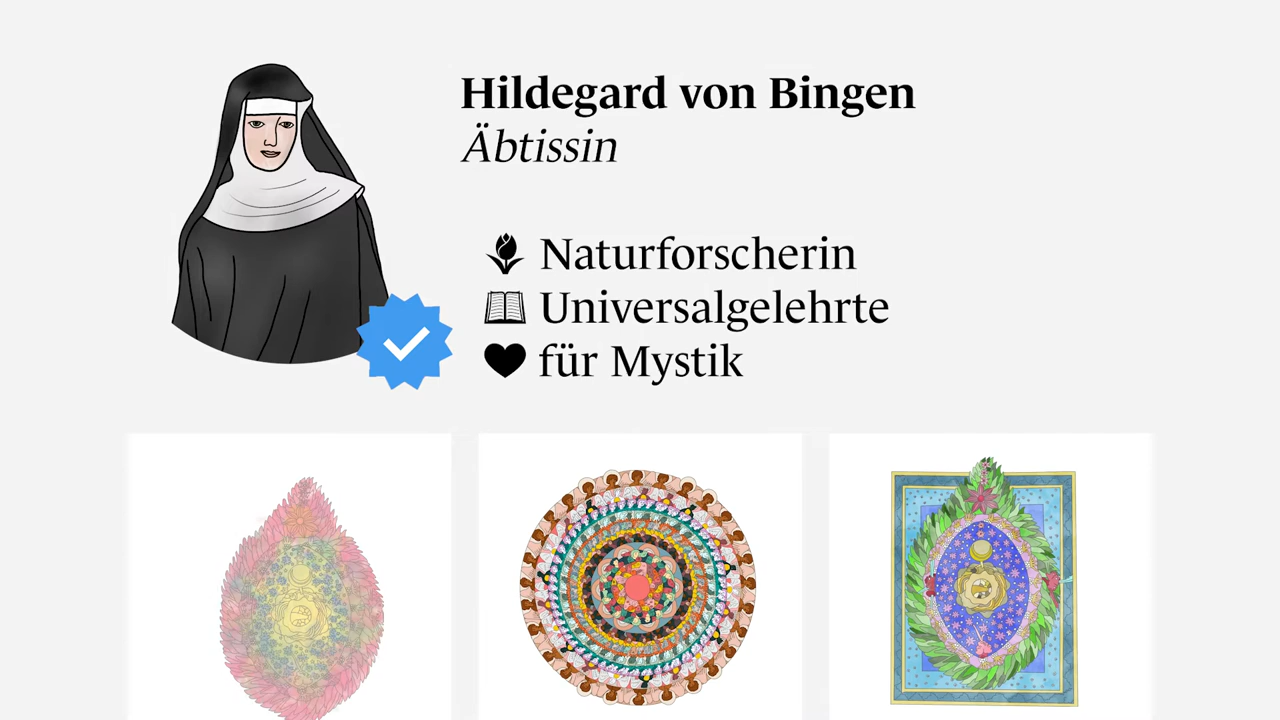 Hildegard von Bingen
Äbtissin
Naturforscherin
Universalgelehrte
für Mystik